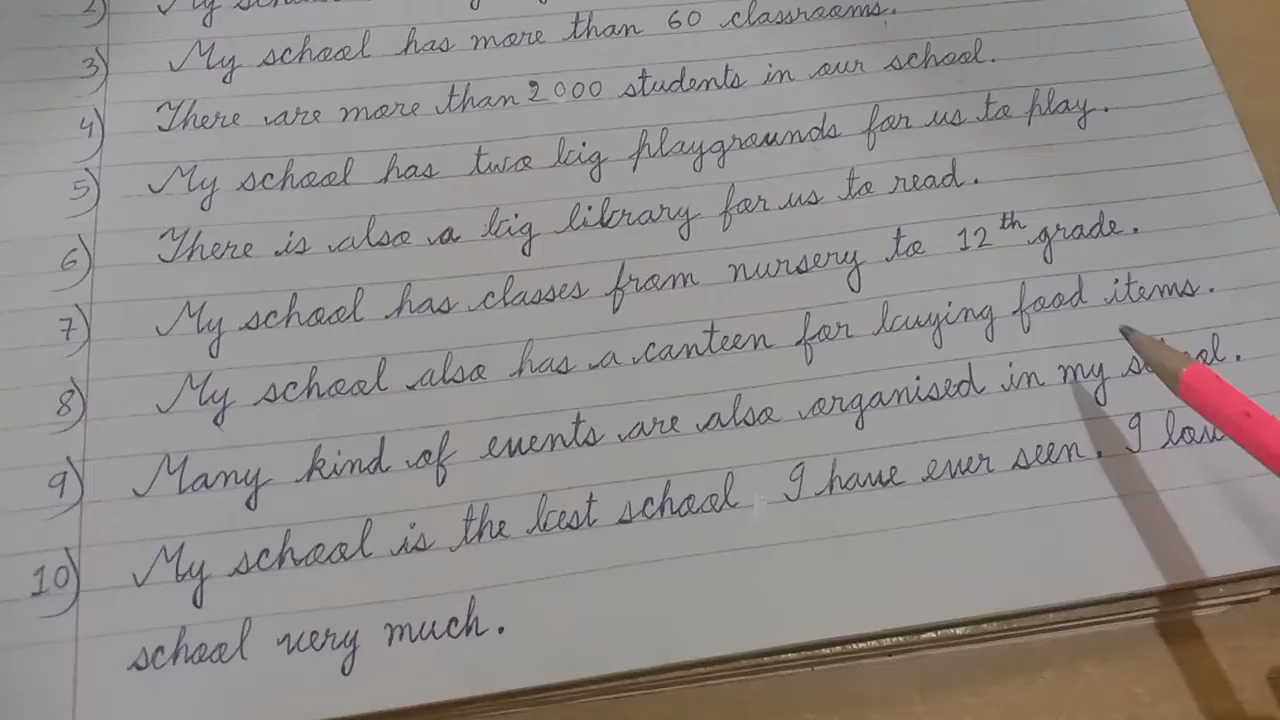 2) My
3) My school has more than 60 classrooms.
4) There are more than 2000 students in our school.
5) My school has two big playgrounds for us to play.
6) There is also a big library for us to read.
7) My school has classes from nursery to 12th grade.
8) My school also has a canteen for buying food items.
9) Many kind of events are also organised in my school.
10) My school is the best school I have ever seen. I love
school very much.